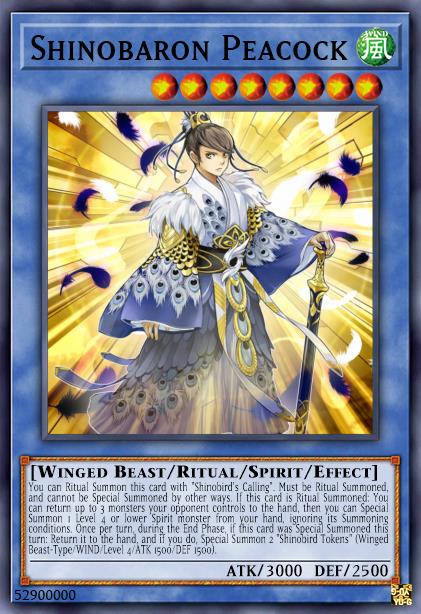 SHINOBARON PEACOCK
WIND
風
[WINGED BEAST/RITUAL/SPIRIT/EFFECT]
You can Ritual Summon this card with "Shinobird's Calling". Must be Ritual Summoned,
and cannot be Special Summoned by other ways. If this card is Ritual Summoned: You
can return up to 3 monsters your opponent controls to the hand, then you can Special
Summon 1 Level 4 or lower Spirit monster from your hand, ignoring its Summoning
conditions. Once per turn, during the End Phase, if this card was Special Summoned this
turn: Return it to the hand, and if you do, Special Summon 2 "Shinobird Tokens" (Winged
Beast-Type/WIND/Level 4/ATK 1500/DEF 1500).
ATK/3000 DEF/2500
52900000